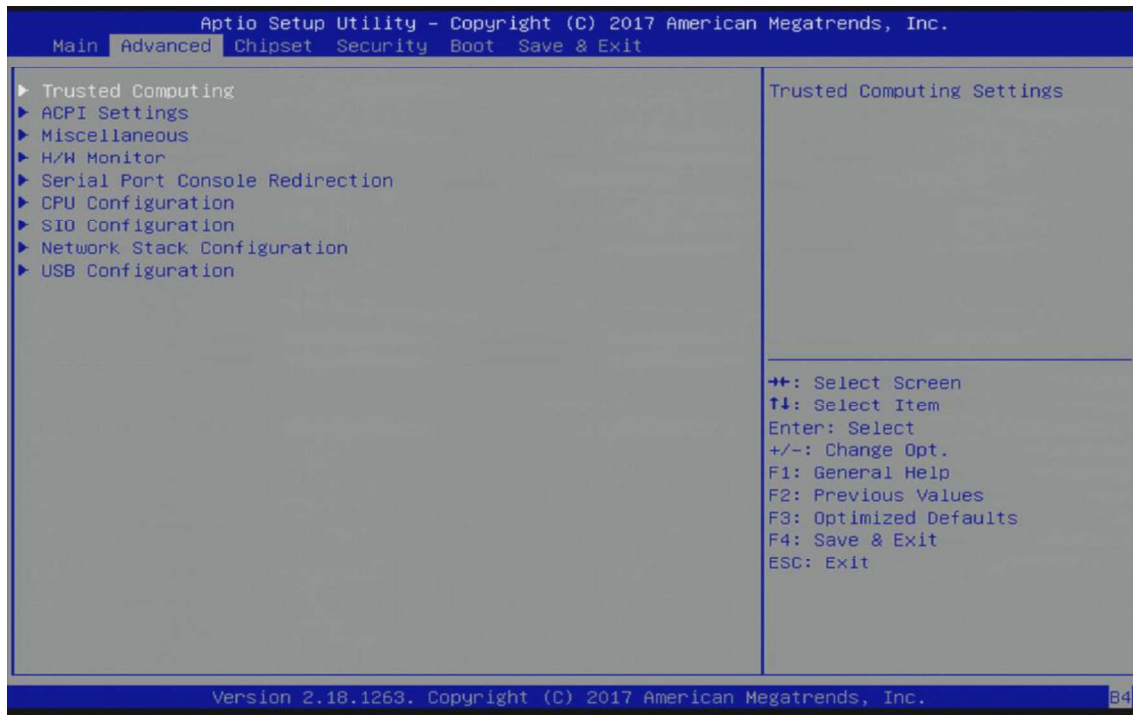 Aptio Setup Utility – Copyright (C) 2017 American Megatrends, Inc.
Main Advanced Chipset Security Boot Save & Exit
▶ Trusted Computing
▶ ACPI Settings
▶ Miscellaneous
▶ H/W Monitor
▶ Serial Port Console Redirection
▶ CPU Configuration
▶ SIO Configuration
▶ Network Stack Configuration
▶ USB Configuration
Trusted Computing Settings
→←: Select Screen
↑↓: Select Item
Enter: Select
+/-: Change Opt.
F1: General Help
F2: Previous Values
F3: Optimized Defaults
F4: Save & Exit
ESC: Exit
Version 2.18.1263. Copyright (C) 2017 American Megatrends, Inc.
B4